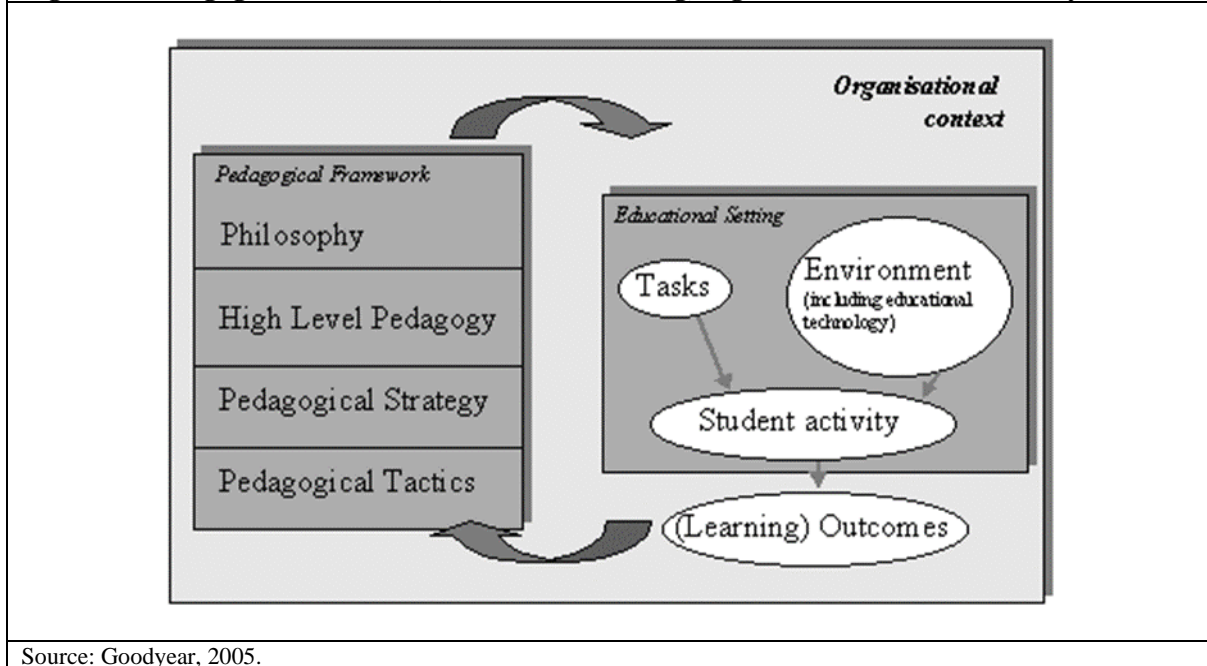 Organisational
context
Pedagogical Framework
Philosophy
High Level Pedagogy
Pedagogical Strategy
Pedagogical Tactics
Educational Setting
Tasks
Environment
(including educational
technology)
Student activity
(Learning) Outcomes
Source: Goodyear, 2005.